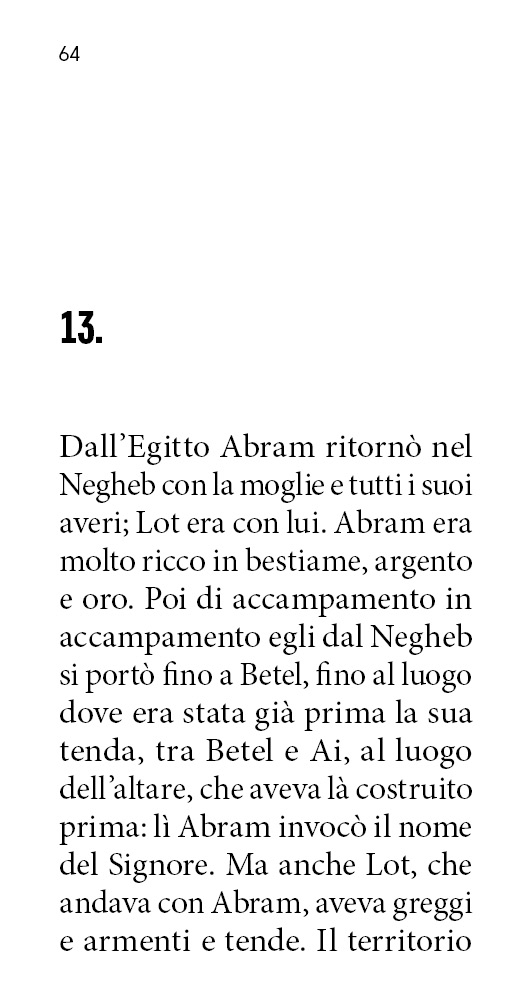 64
13.
Dall’Egitto Abram ritornò nel
Negheb con la moglie e tutti i suoi
averi; Lot era con lui. Abram era
molto ricco in bestiame, argento
e oro. Poi di accampamento in
accampamento egli dal Negheb
si portò fino a Betel, fino al luogo
dove era stata già prima la sua
tenda, tra Betel e Ai, al luogo
dell’altare, che aveva là costruito
prima: lì Abram invocò il nome
del Signore. Ma anche Lot, che
andava con Abram, aveva greggi
e armenti e tende. Il territorio